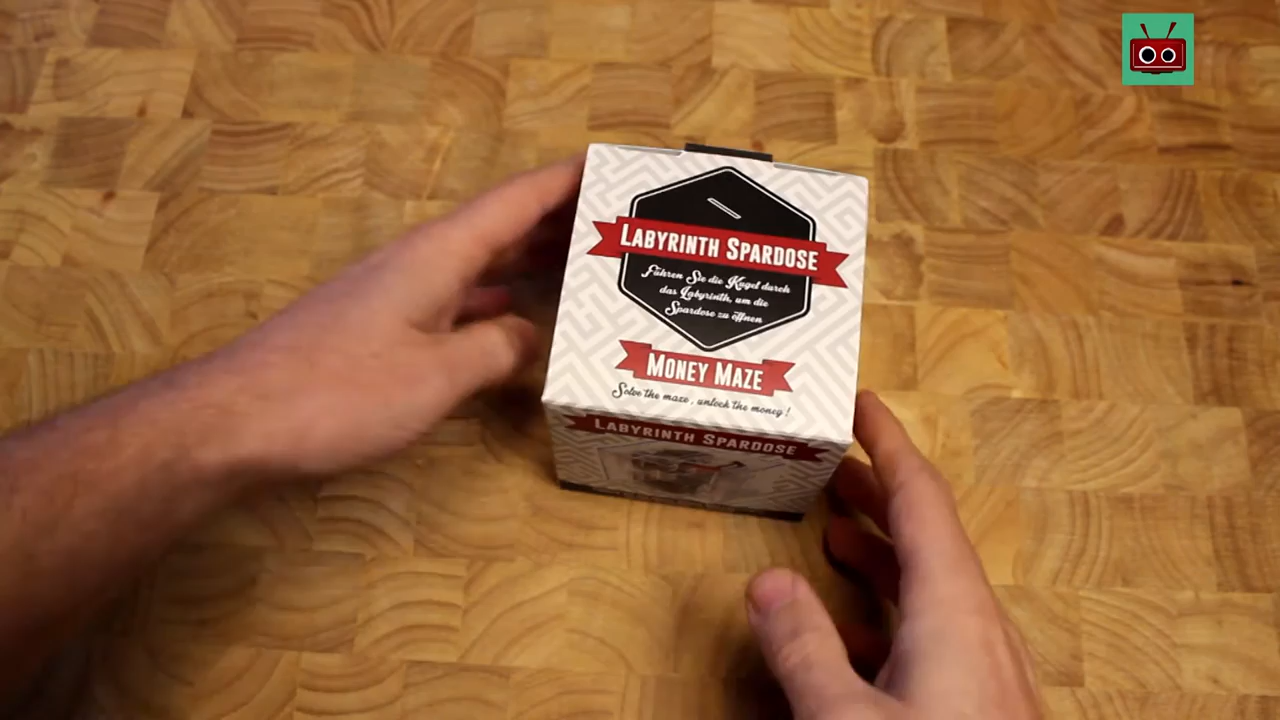 LABYRINTH SPARDOSE
Führen Sie die Kugel durch
das Labyrinth, um die
Spardose zu öffnen
MONEY MAZE
Solve the maze, unlock the money!
LABYRINTH SPARDOSE